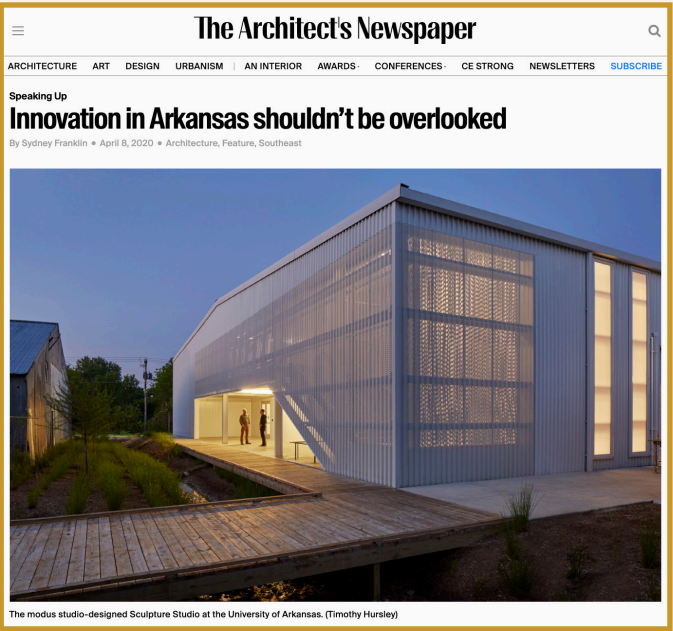 The Architect's Newspaper
ARCHITECTURE ART DESIGN URBANISM | AN INTERIOR AWARDS CONFERENCES CE STRONG NEWSLETTERS SUBSCRIBE
Speaking Up
Innovation in Arkansas shouldn't be overlooked
By Sydney Franklin • April 8, 2020 • Architecture, Feature, Southeast
The modus studio-designed Sculpture Studio at the University of Arkansas. (Timothy Hursley)